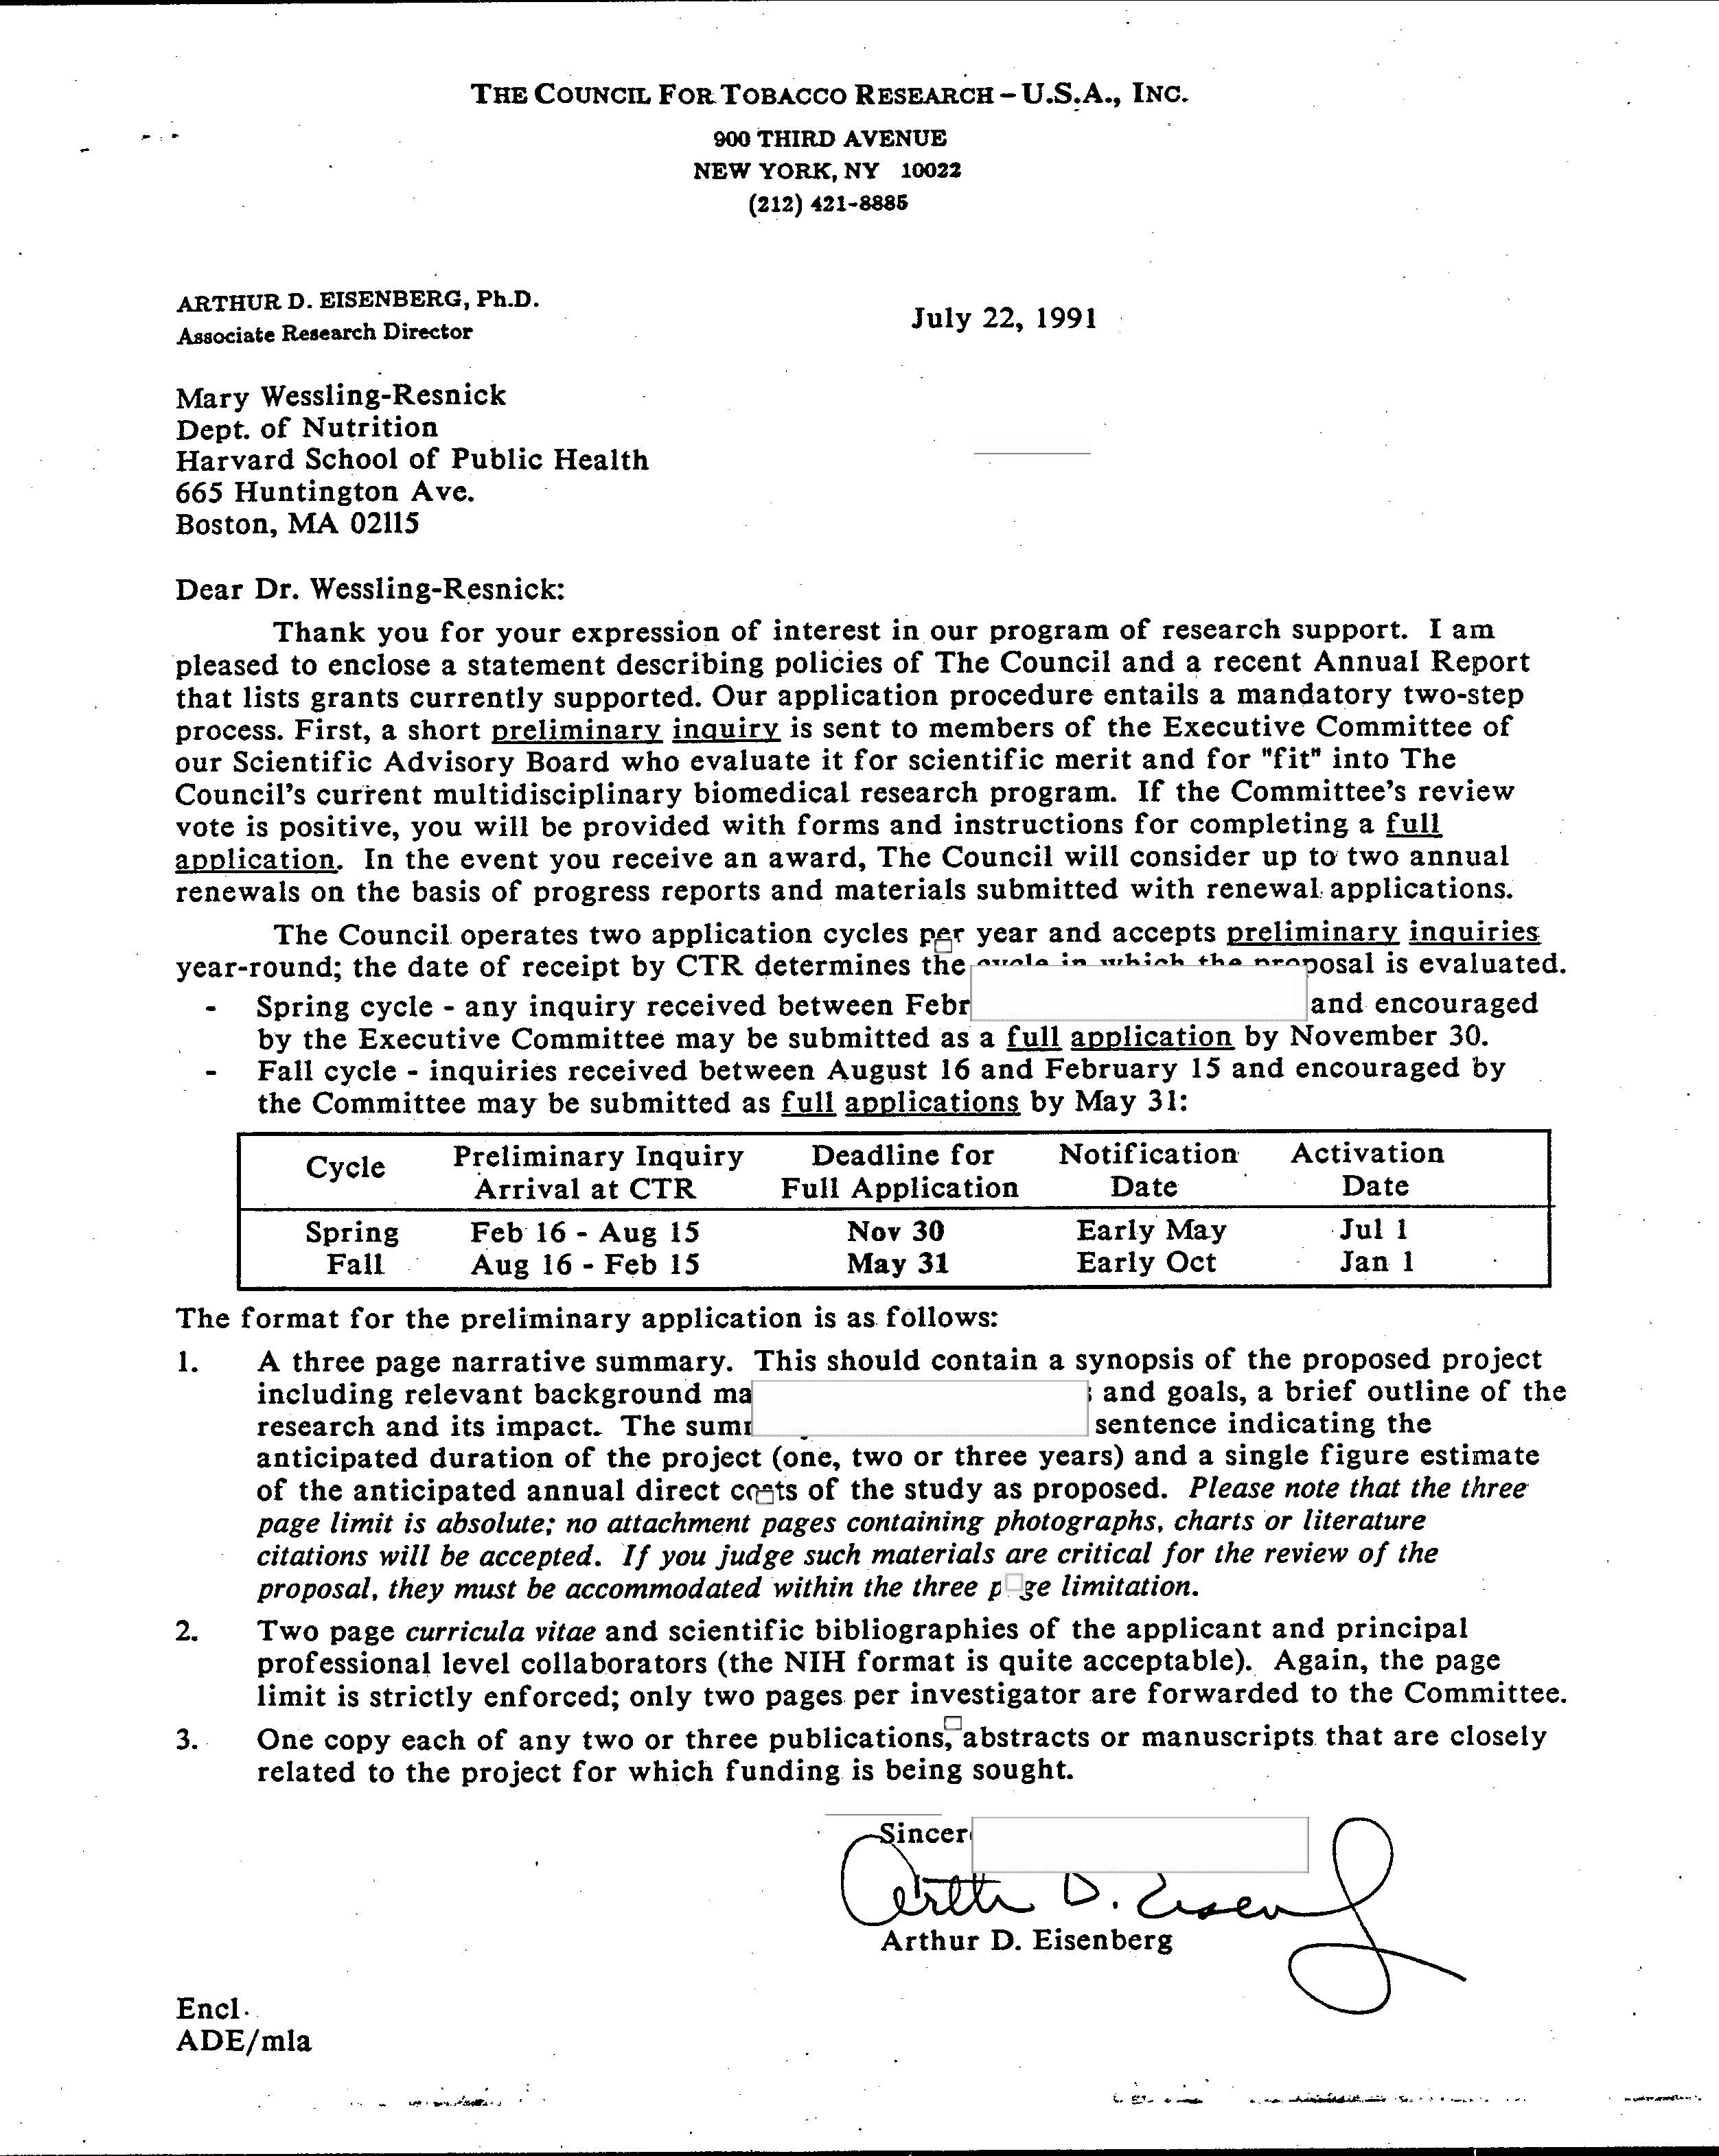 THE COUNCIL FOR TOBACCO RESEARCH – U.S.A., INC.
900 THIRD AVENUE
NEW YORK, NY 10022
(212) 421-8885
ARTHUR D. EISENBERG, Ph.D.
Associate Research Director
July 22, 1991
Mary Wessling-Resnick
Dept. of Nutrition
Harvard School of Public Health
665 Huntington Ave.
Boston, MA 02115
Dear Dr. Wessling-Resnick:
Thank you for your expression of interest in our program of research support. I am
pleased to enclose a statement describing policies of The Council and a recent Annual Report
that lists grants currently supported. Our application procedure entails a mandatory two-step
process. First, a short preliminary inquiry is sent to members of the Executive Committee of
our Scientific Advisory Board who evaluate it for scientific merit and for "fit" into The
Council's current multidisciplinary biomedical research program. If the Committee's review
vote is positive, you will be provided with forms and instructions for completing a full
application. In the event you receive an award, The Council will consider up to two annual
renewals on the basis of progress reports and materials submitted with renewal applications.
The Council operates two application cycles per year and accepts preliminary inquiries
year-round; the date of receipt by CTR determines the cycle in which the proposal is evaluated.
- Spring cycle - any inquiry received between Febr and encouraged
by the Executive Committee may be submitted as a full application by November 30.
- Fall cycle - inquiries received between August 16 and February 15 and encouraged by
the Committee may be submitted as full applications by May 31:
Cycle Preliminary Inquiry Deadline for Notification Activation
Arrival at CTR Full Application Date Date
Spring Feb 16 - Aug 15 Nov 30 Early May Jul 1
Fall Aug 16 - Feb 15 May 31 Early Oct Jan 1
The format for the preliminary application is as follows:
1. A three page narrative summary. This should contain a synopsis of the proposed project
including relevant background ma and goals, a brief outline of the
research and its impact. The sum sentence indicating the
anticipated duration of the project (one, two or three years) and a single figure estimate
of the anticipated annual direct costs of the study as proposed. Please note that the three
page limit is absolute; no attachment pages containing photographs, charts or literature
citations will be accepted. If you judge such materials are critical for the review of the
proposal, they must be accommodated within the three page limitation.
2. Two page curricula vitae and scientific bibliographies of the applicant and principal
professional level collaborators (the NIH format is quite acceptable). Again, the page
limit is strictly enforced; only two pages per investigator are forwarded to the Committee.
3. One copy each of any two or three publications, abstracts or manuscripts that are closely
related to the project for which funding is being sought.
Sincer
Arthur D. Eisenberg
Encl.
ADE/mla